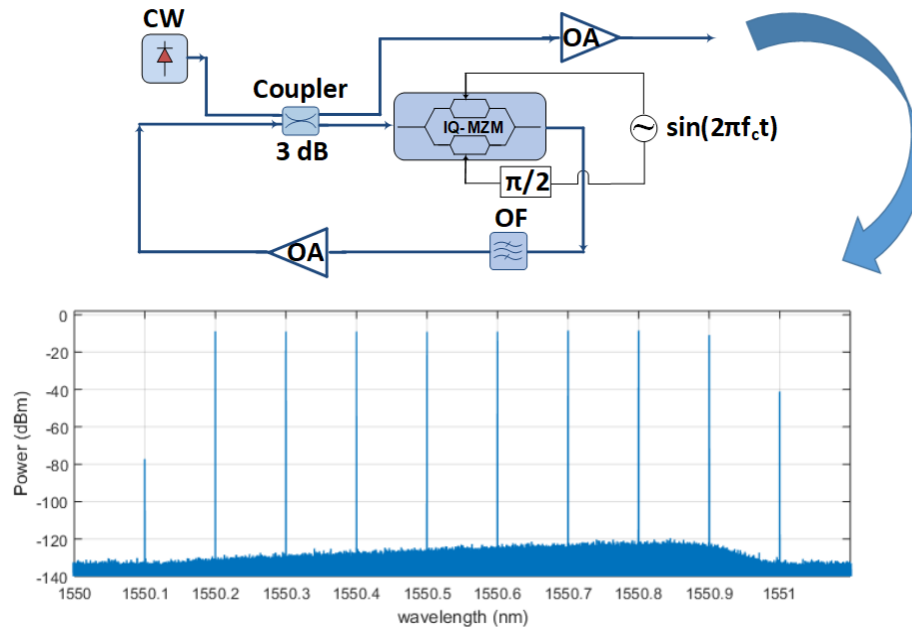 CW
OA
Coupler
3 dB
IQ-MZM
sin(2πf_ct)
π/2
OF
OA
0
-20
-40
-60
-80
-100
-120
-140
Power (dBm)
1550 1550.1 1550.2 1550.3 1550.4 1550.5 1550.6 1550.7 1550.8 1550.9 1551
wavelength (nm)